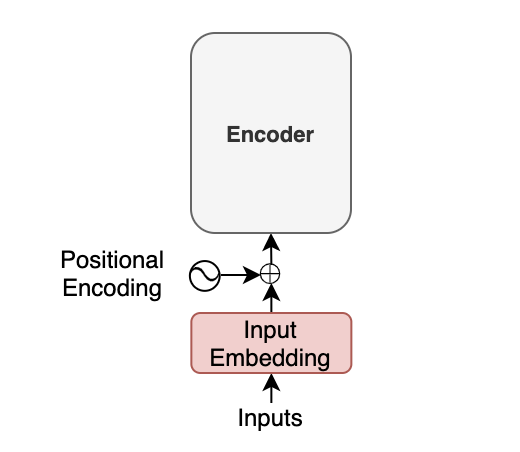 Encoder
Positional
Encoding
Input
Embedding
Inputs